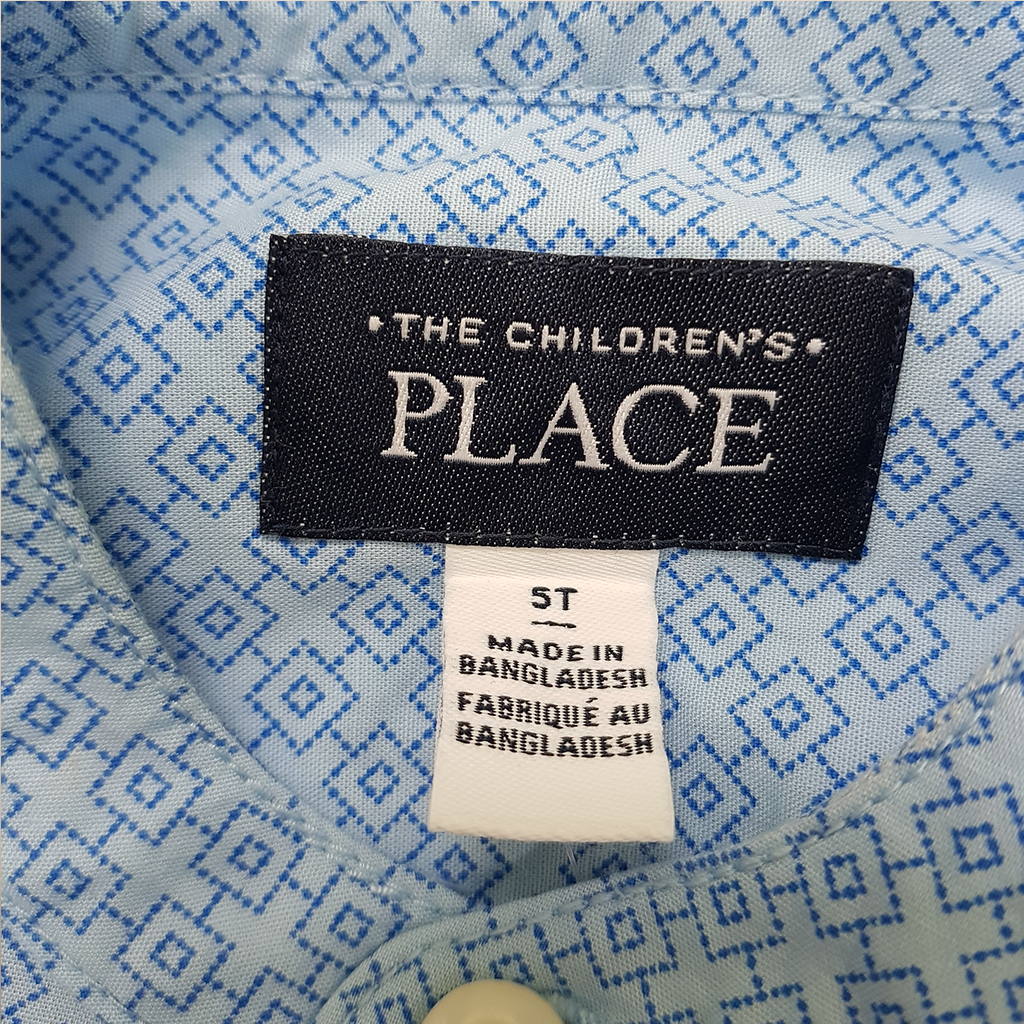 •THE CHILDREN'S•
PLACE
5T
MADE IN
BANGLADESH
FABRIQUÉ AU
BANGLADESH